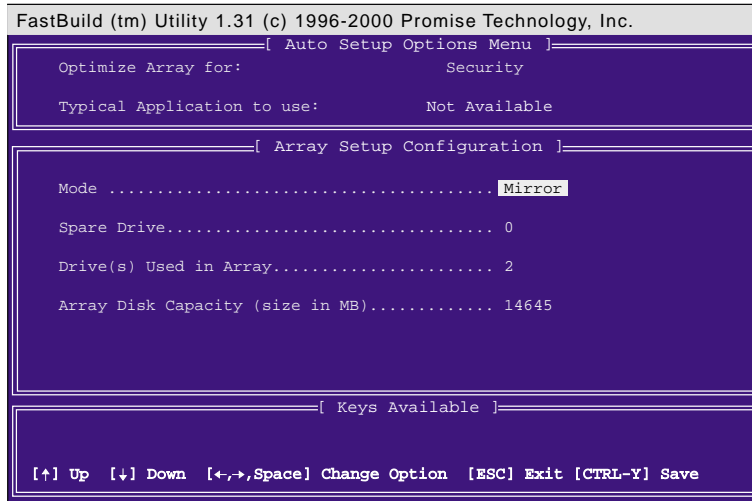 FastBuild (tm) Utility 1.31 (c) 1996-2000 Promise Technology, Inc.
[ Auto Setup Options Menu ]
Optimize Array for: Security
Typical Application to use: Not Available
[ Array Setup Configuration ]
Mode ........................................ Mirror
Spare Drive.................................. 0
Drive(s) Used in Array....................... 2
Array Disk Capacity (size in MB)............. 14645
[ Keys Available ]
[↑] Up [↓] Down [←,→,Space] Change Option [ESC] Exit [CTRL-Y] Save